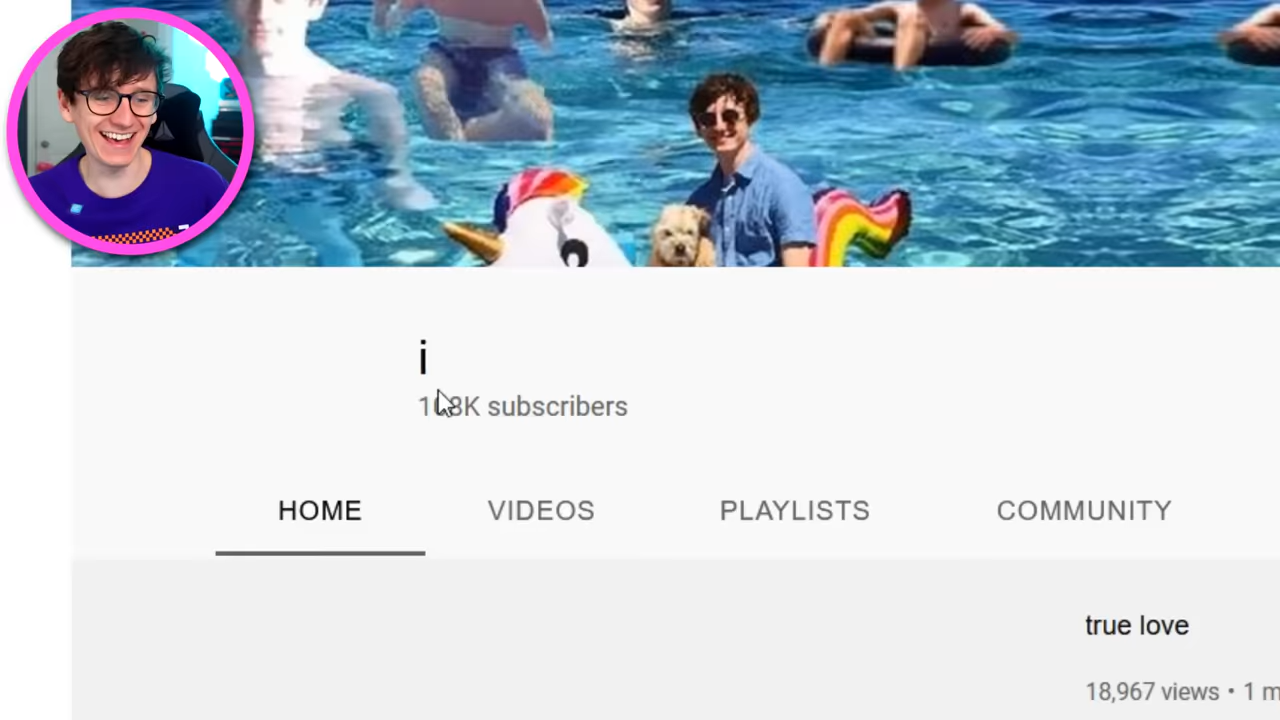 i
subscribers
HOME VIDEOS PLAYLISTS COMMUNITY
true love
18,967 views • 1 m